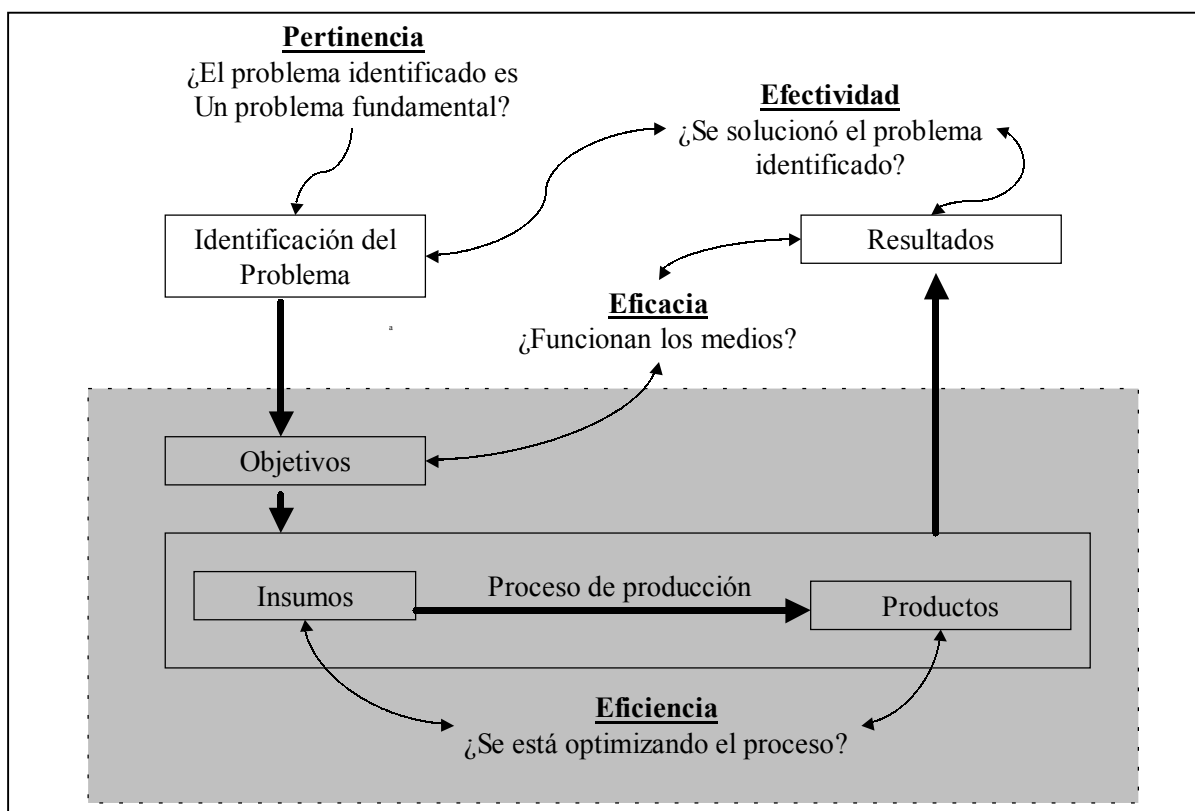 Pertinencia
¿El problema identificado es
Un problema fundamental?
Efectividad
¿Se solucionó el problema
identificado?
Identificación del
Problema
Resultados
Eficacia
¿Funcionan los medios?
a
Objetivos
Insumos
Proceso de producción
Productos
Eficiencia
¿Se está optimizando el proceso?